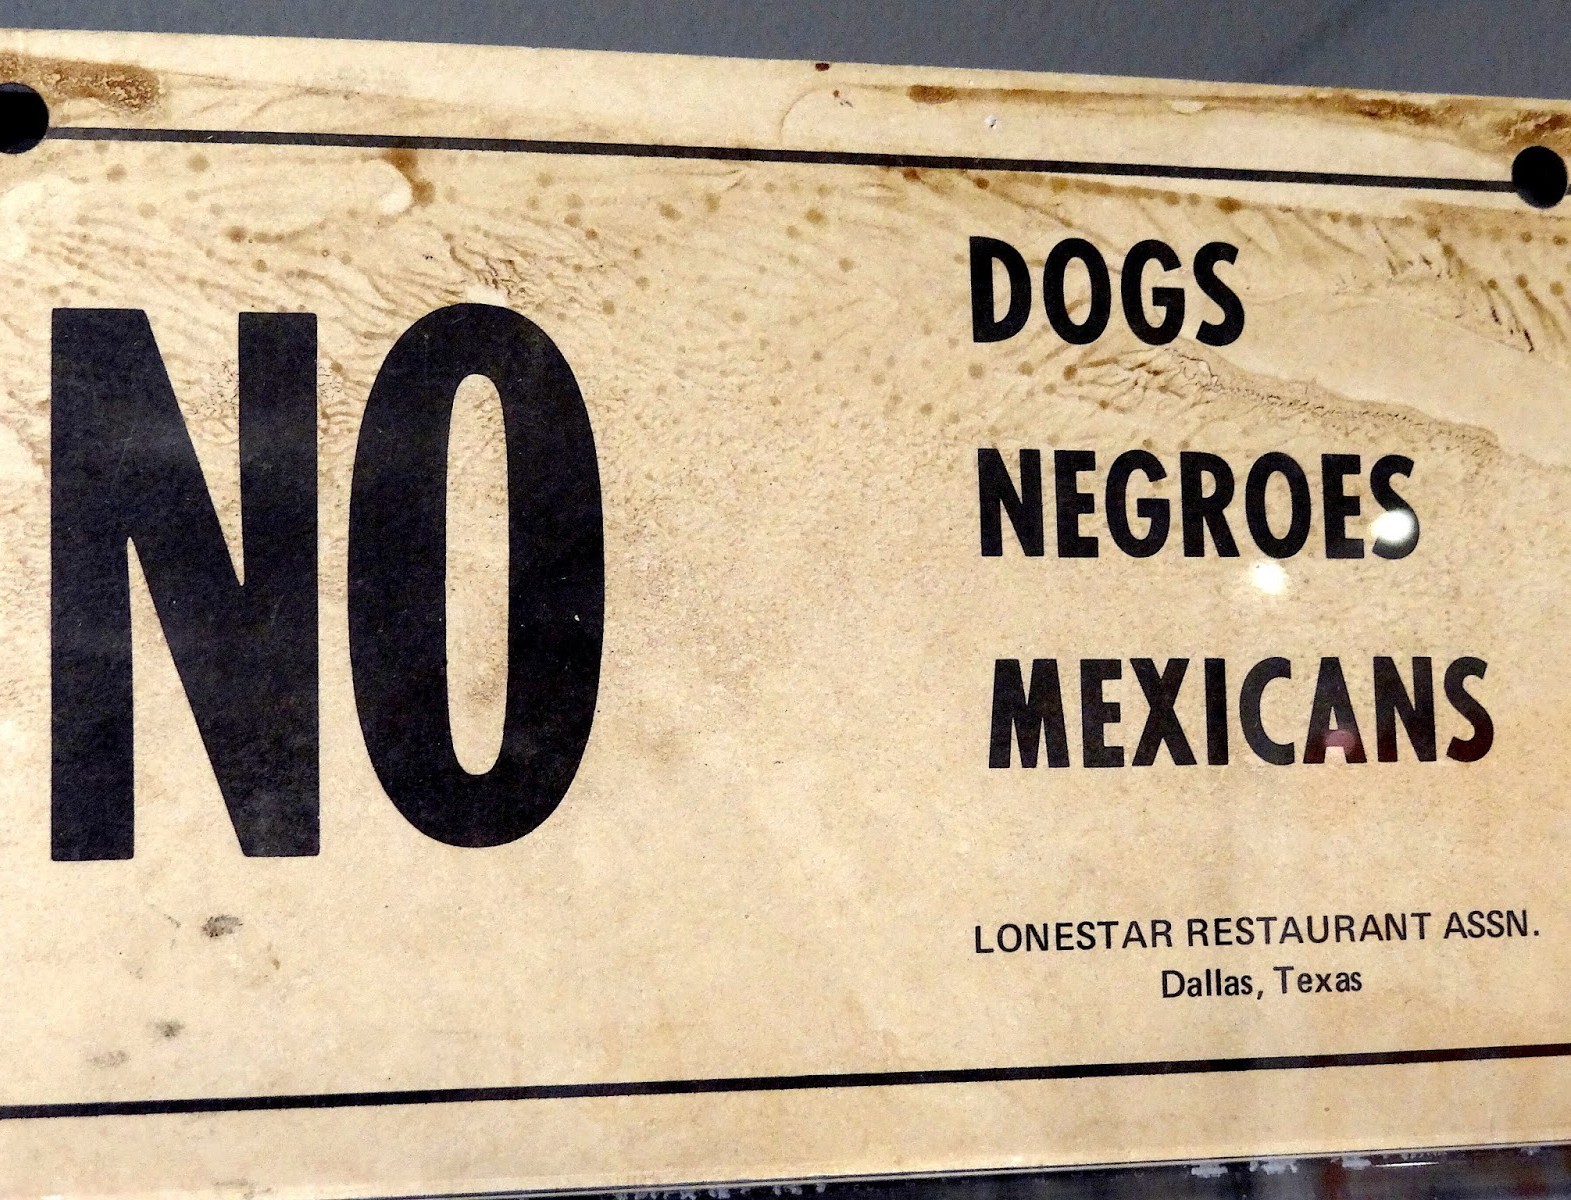 NO
DOGS
NEGROES
MEXICANS
LONESTAR RESTAURANT ASSN.
Dallas, Texas